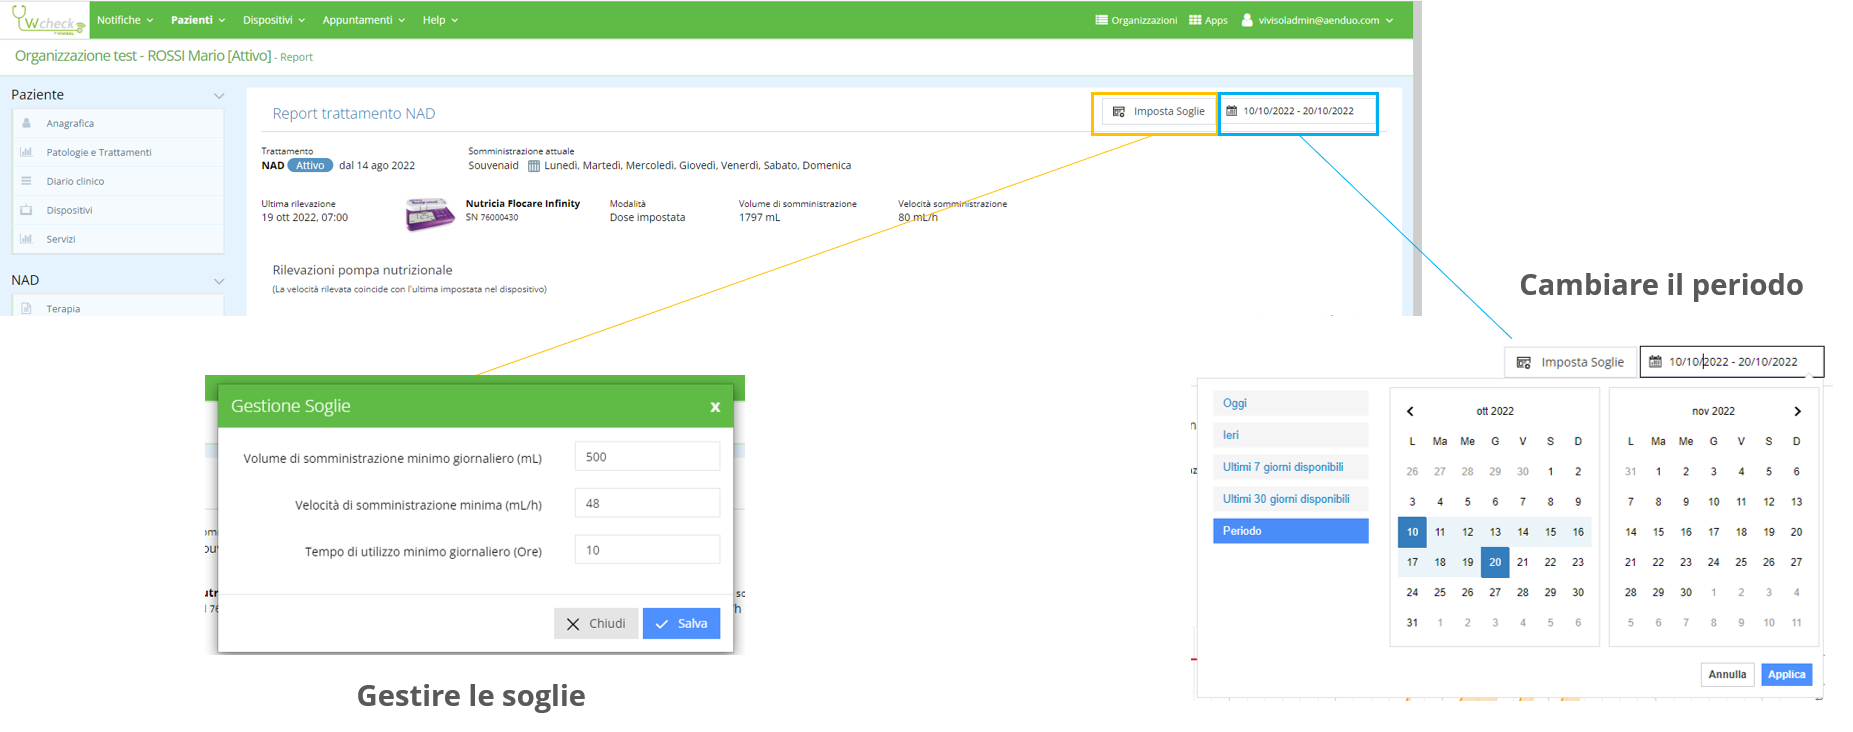 Wcheck
Notifiche Pazienti Dispositivi Appuntamenti Help Organizzazioni Apps vivisoladmin@aenduo.com
Organizzazione test - ROSSI Mario [Attivo] - Report
Paziente
Anagrafica
Patologie e Trattamenti
Diario clinico
Dispositivi
Servizi
NAD
Terapia
Report trattamento NAD
Imposta Soglie 10/10/2022 - 20/10/2022
Trattamento
NAD Attivo dal 14 ago 2022
Somministrazione attuale
Souvenaid Lunedì, Martedì, Mercoledì, Giovedì, Venerdì, Sabato, Domenica
Ultima rilevazione
19 ott 2022, 07:00
Nutricia Flocare Infinity
SN 76000430
Modalità
Dose impostata
Volume di somministrazione
1797 mL
Velocità somministrazione
80 mL/h
Rilevazioni pompa nutrizionale
(La velocità rilevata coincide con l'ultima impostata nel dispositivo)
Cambiare il periodo
Gestione Soglie x
Volume di somministrazione minimo giornaliero (mL) 500
Velocità di somministrazione minima (mL/h) 48
Tempo di utilizzo minimo giornaliero (Ore) 10
Chiudi Salva
Gestire le soglie
Imposta Soglie 10/10/2022 - 20/10/2022
Oggi
Ieri
Ultimi 7 giorni disponibili
Ultimi 30 giorni disponibili
Periodo
ott 2022
L Ma Me G V S D
26 27 28 29 30 1 2
3 4 5 6 7 8 9
10 11 12 13 14 15 16
17 18 19 20 21 22 23
24 25 26 27 28 29 30
31 1 2 3 4 5 6
nov 2022
L Ma Me G V S D
31 1 2 3 4 5 6
7 8 9 10 11 12 13
14 15 16 17 18 19 20
21 22 23 24 25 26 27
28 29 30 1 2 3 4
5 6 7 8 9 10 11
Annulla Applica